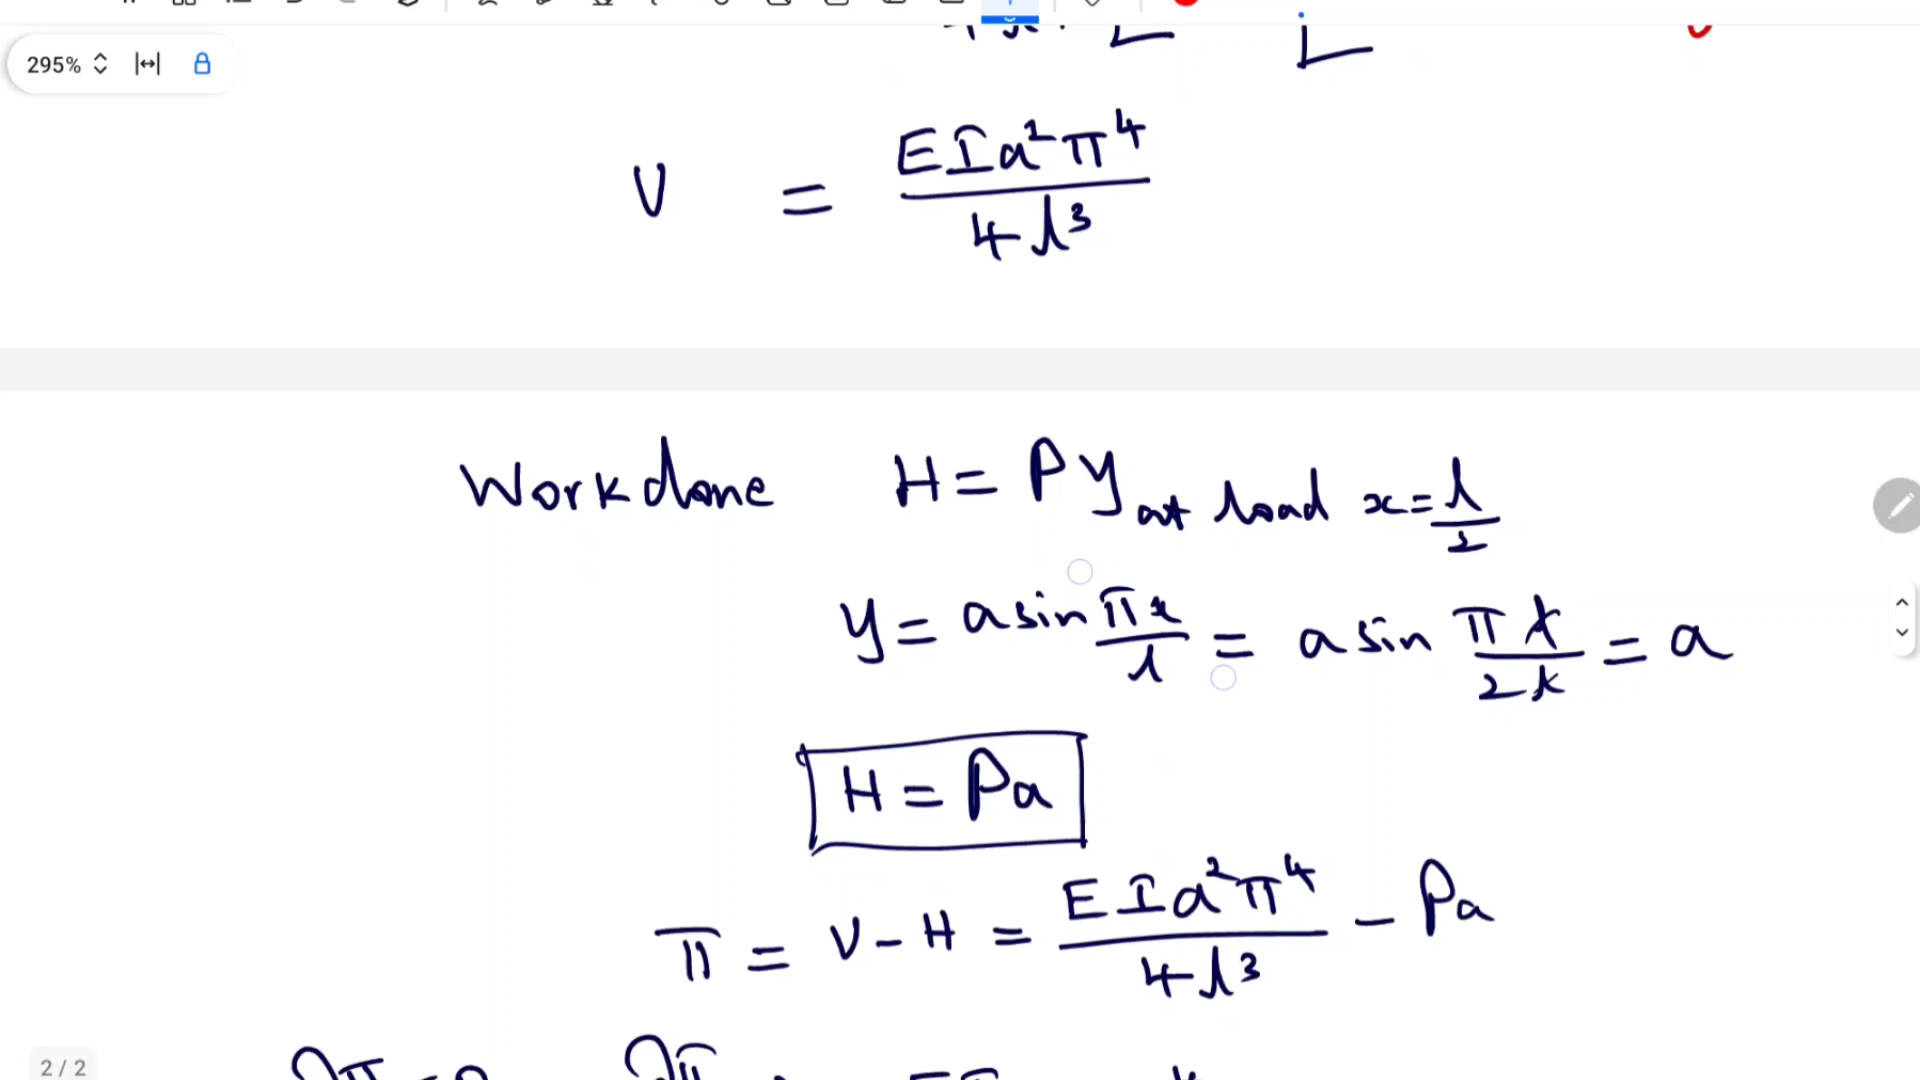 295%
U = EIa²π⁴ / 4l³
Workdone H = Py at load x = l/2
y = a sin πx/l = a sin πl/2l = a
H = Pa
π = U - H = EIa²π⁴ / 4l³ - Pa
2 / 2